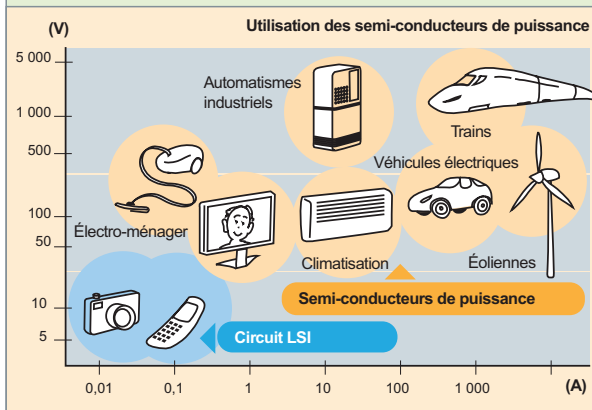 (V)
Utilisation des semi-conducteurs de puissance
5 000
1 000
500
100
50
10
5
Automatismes
industriels
Trains
Véhicules électriques
Électro-ménager
Climatisation
Éoliennes
Semi-conducteurs de puissance
Circuit LSI
0,01
0,1
1
10
100
1 000
(A)